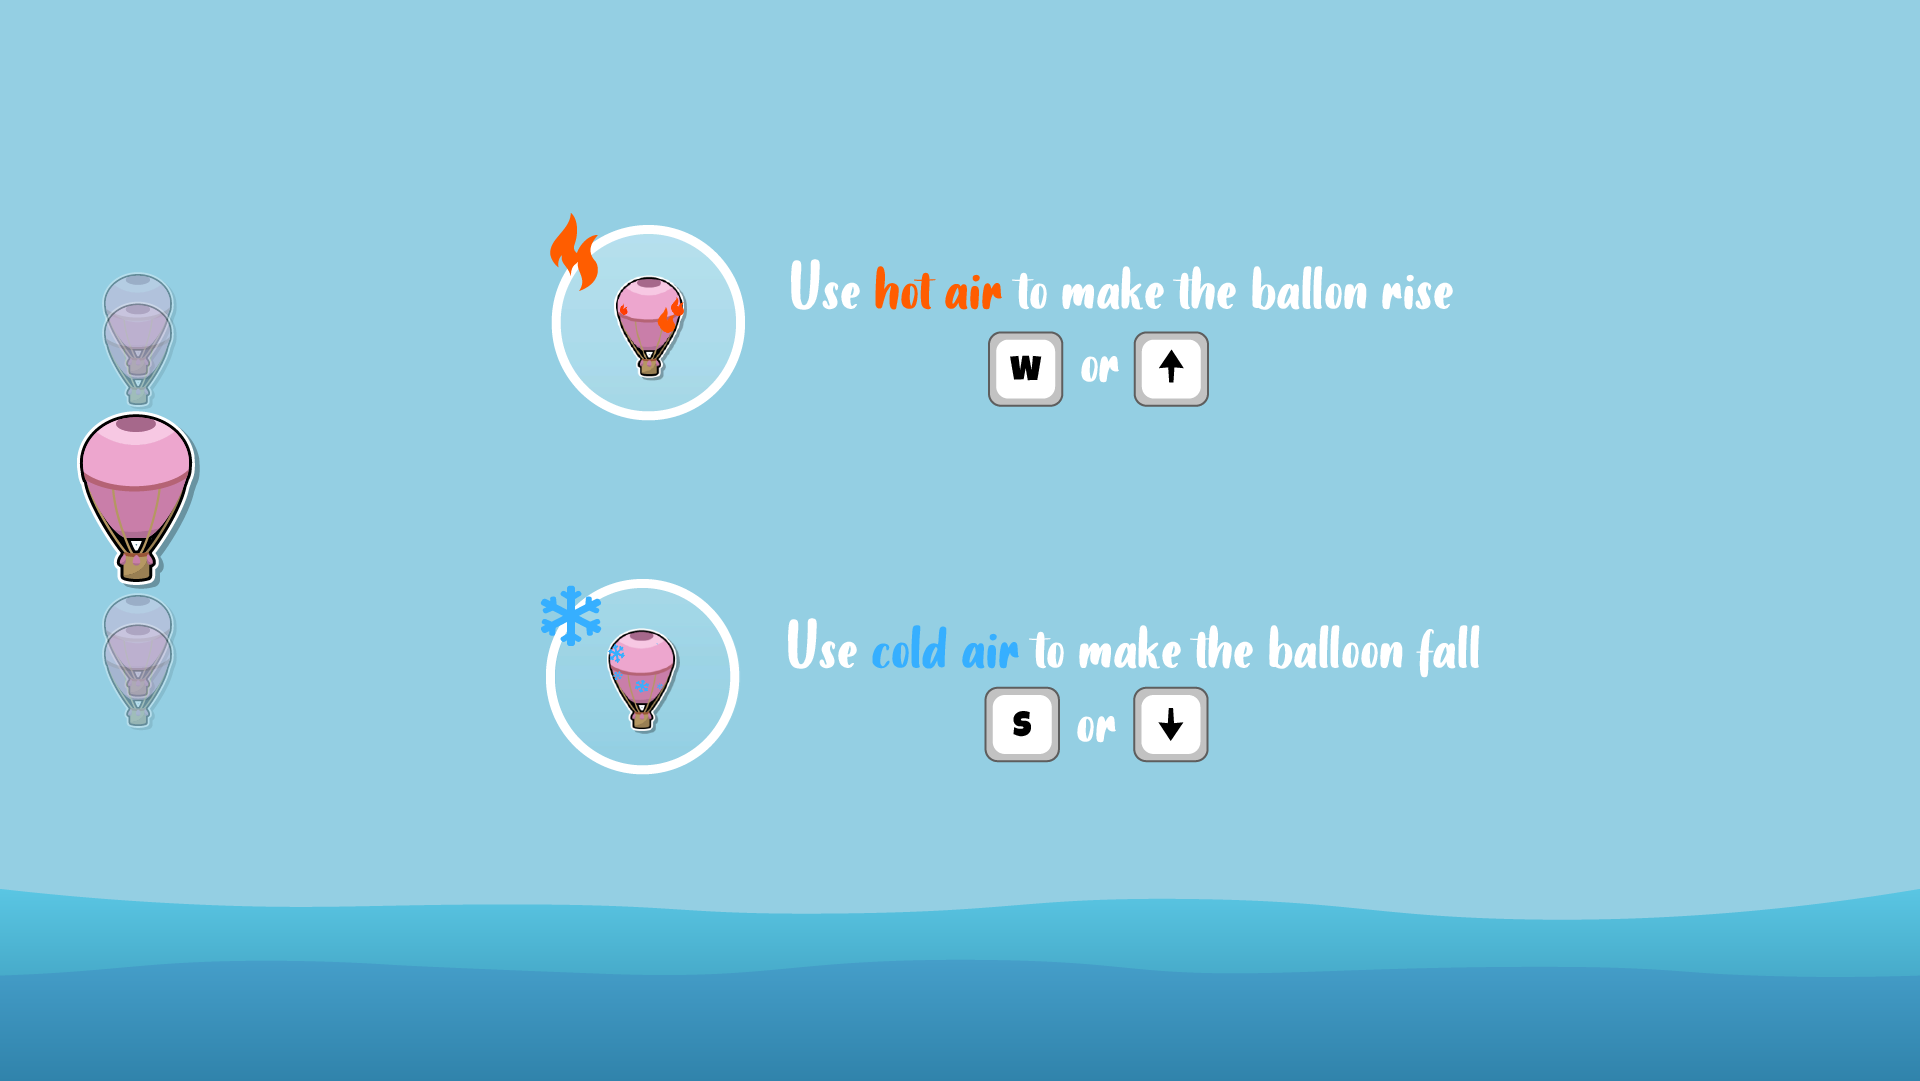 Use hot air to make the ballon rise
W or ↑
Use cold air to make the balloon fall
S or ↓